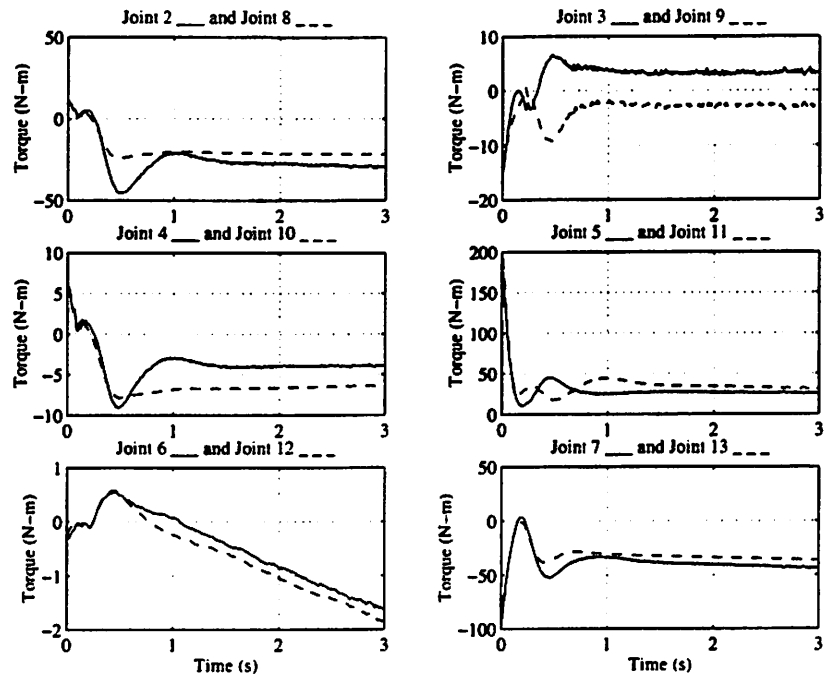 Joint 2 ___ and Joint 8 _ _ _
50
0
−50
0 1 2 3
Torque (N−m)
Joint 3 ___ and Joint 9 _ _ _
10
0
−10
−20
0 1 2 3
Torque (N−m)
Joint 4 ___ and Joint 10 _ _ _
10
5
0
−5
−10
0 1 2 3
Torque (N−m)
Joint 5 ___ and Joint 11 _ _ _
200
150
100
50
0
0 1 2 3
Torque (N−m)
Joint 6 ___ and Joint 12 _ _ _
1
0
−1
−2
0 1 2 3
Torque (N−m)
Time (s)
Joint 7 ___ and Joint 13 _ _ _
50
0
−50
−100
0 1 2 3
Torque (N−m)
Time (s)